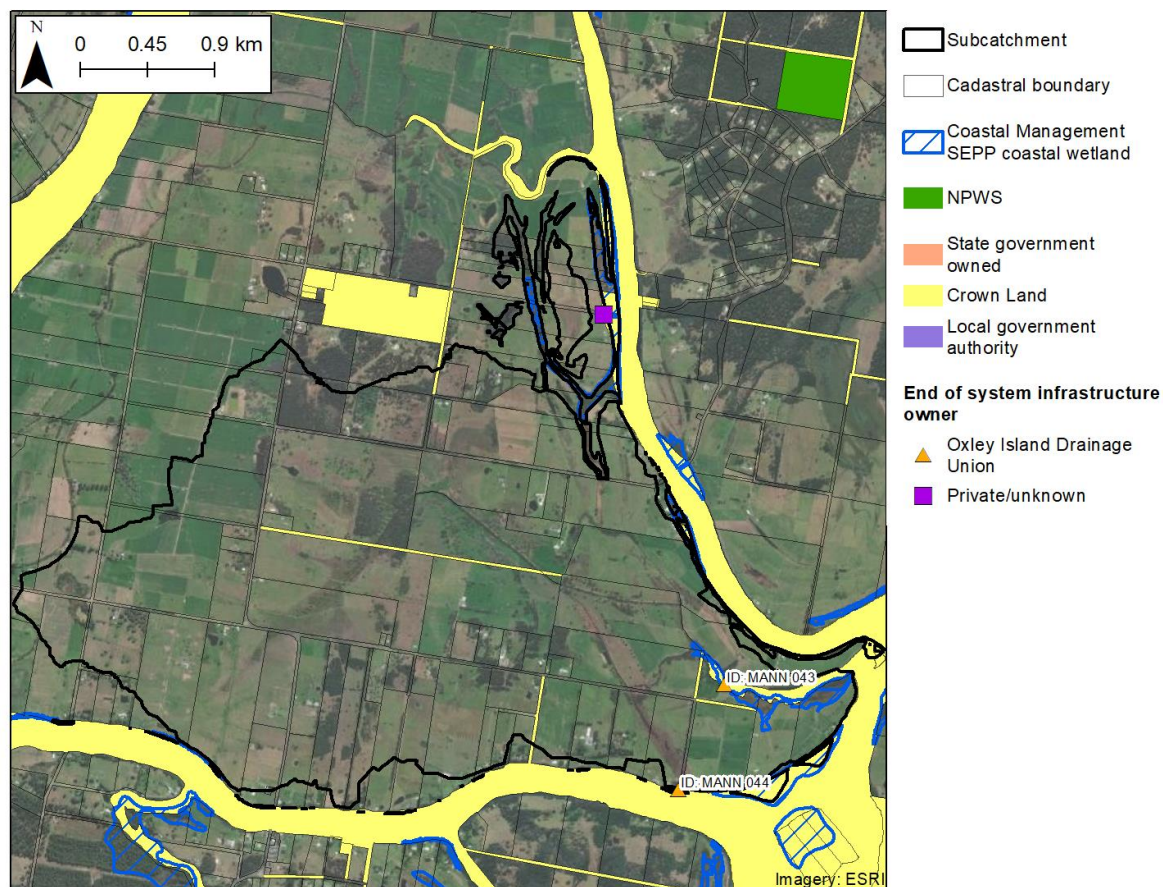 N
0 0.45 0.9 km
ID: MANN 043
ID: MANN 044
Imagery: ESRI
Subcatchment
Cadastral boundary
Coastal Management
SEPP coastal wetland
NPWS
State government
owned
Crown Land
Local government
authority
End of system infrastructure
owner
Oxley Island Drainage
Union
Private/unknown